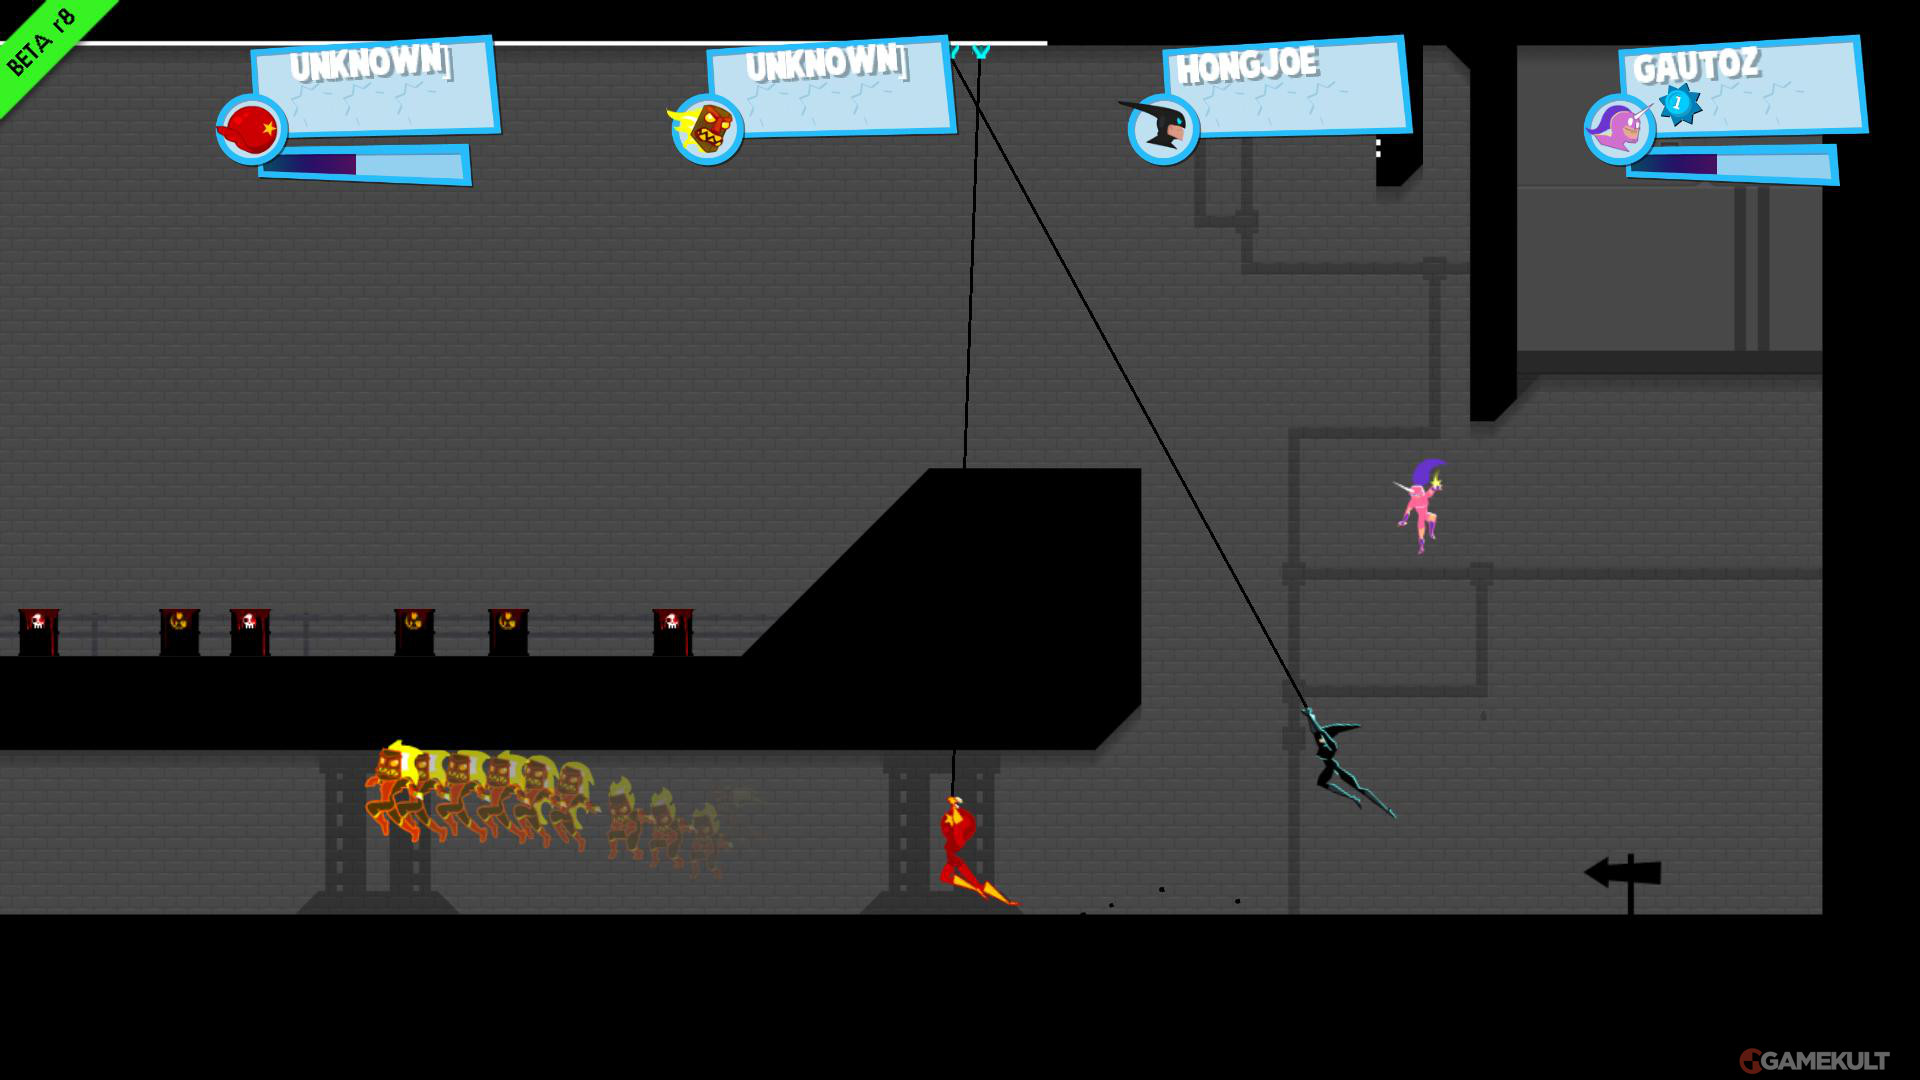 BETA r8
UNKNOWN]
UNKNOWN]
HONGJOE
GAUTOZ
1
GAMEKULT